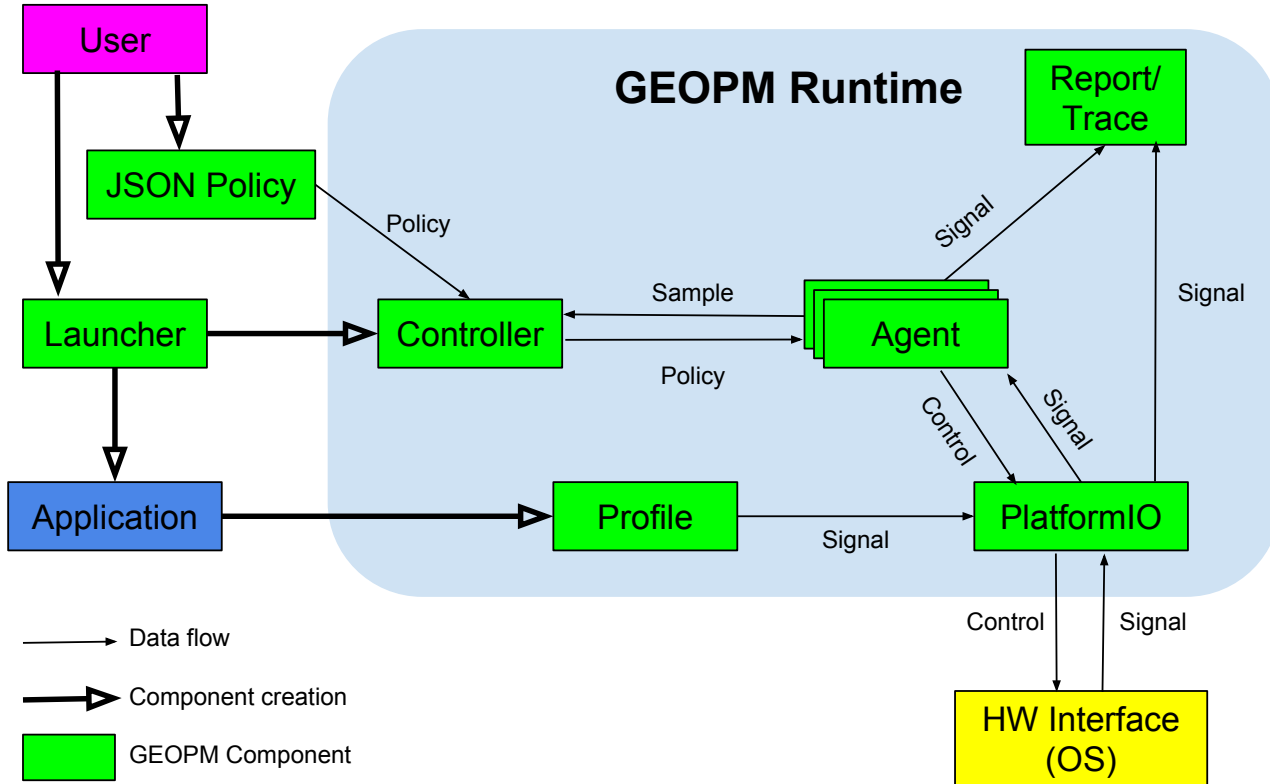 User
GEOPM Runtime
Report/
Trace
JSON Policy
Policy
Signal
Launcher
Controller
Sample
Agent
Signal
Policy
Control
Signal
Application
Profile
Signal
PlatformIO
Data flow
Control
Signal
Component creation
HW Interface
(OS)
GEOPM Component